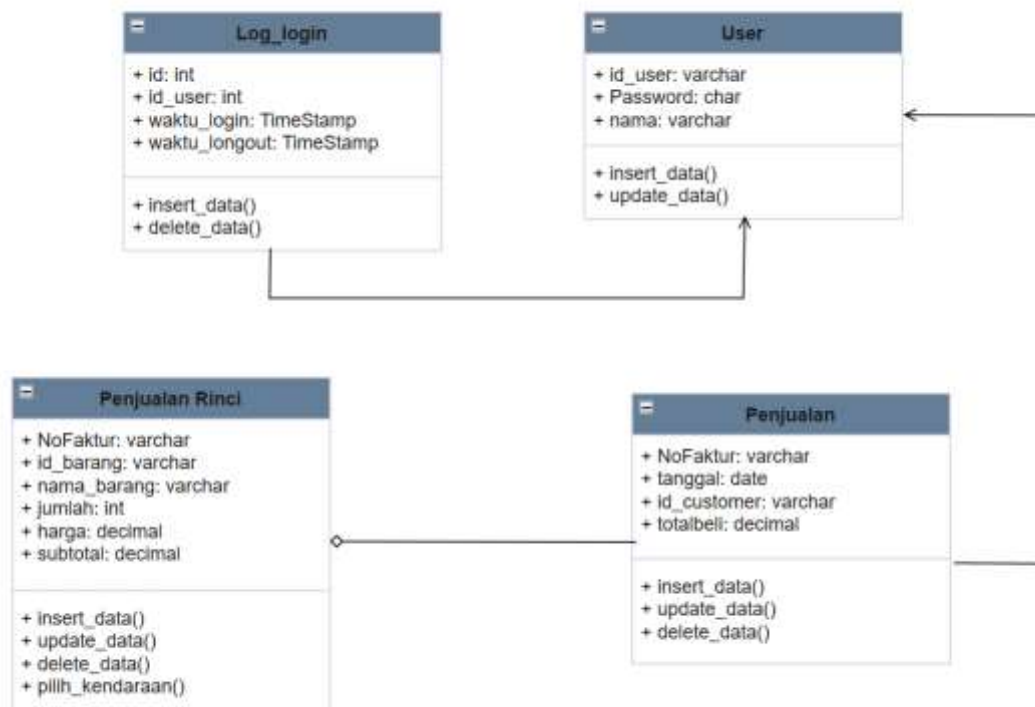 Log_login
+ id: int
+ id_user: int
+ waktu_login: TimeStamp
+ waktu_longout: TimeStamp
+ insert_data()
+ delete_data()
User
+ id_user: varchar
+ Password: char
+ nama: varchar
+ insert_data()
+ update_data()
Penjualan Rinci
+ NoFaktur: varchar
+ id_barang: varchar
+ nama_barang: varchar
+ jumlah: int
+ harga: decimal
+ subtotal: decimal
+ insert_data()
+ update_data()
+ delete_data()
+ pilih_kendaraan()
Penjualan
+ NoFaktur: varchar
+ tanggal: date
+ id_customer: varchar
+ totalbeli: decimal
+ insert_data()
+ update_data()
+ delete_data()